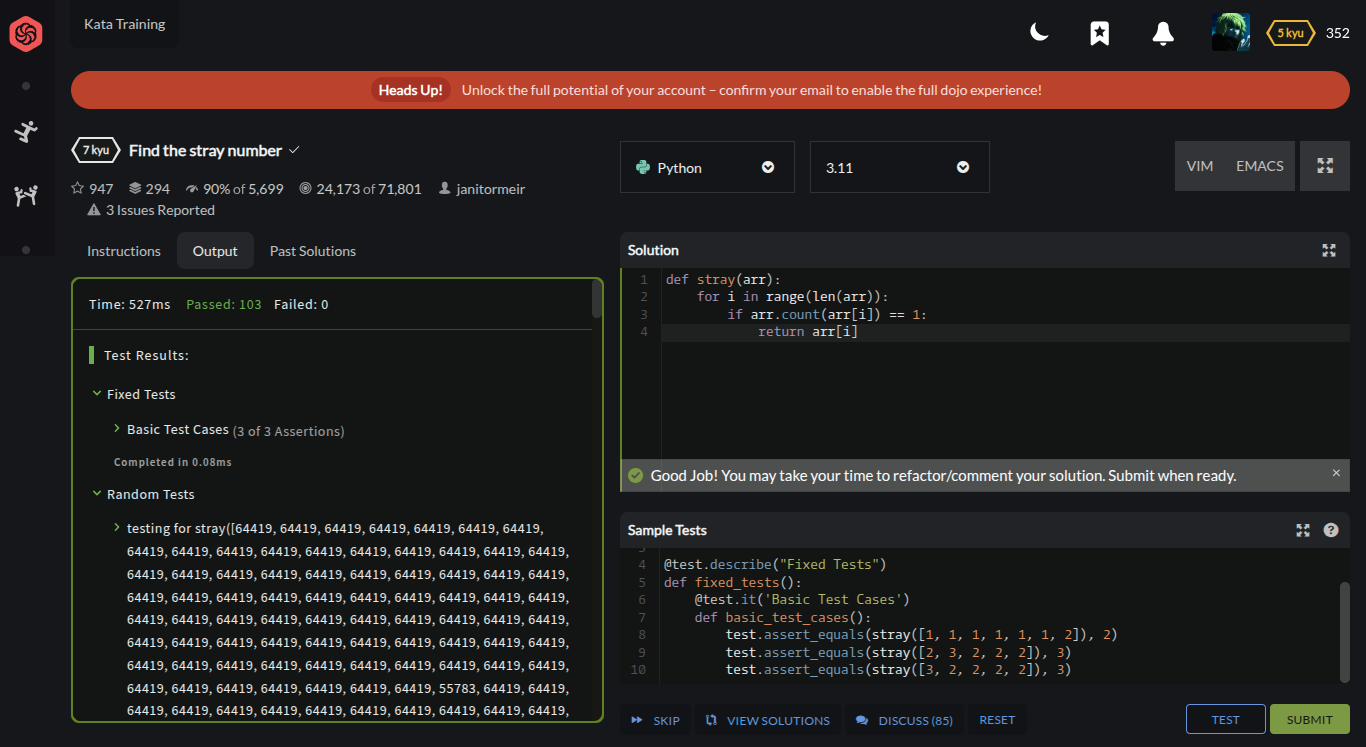 Kata Training
5 kyu 352
Heads Up! Unlock the full potential of your account – confirm your email to enable the full dojo experience!
7 kyu Find the stray number
947 294 90% of 5,699 24,173 of 71,801 janitormeir
3 Issues Reported
Python 3.11 VIM EMACS
Instructions Output Past Solutions
Time: 527ms Passed: 103 Failed: 0
Test Results:
Fixed Tests
Basic Test Cases (3 of 3 Assertions)
Completed in 0.08ms
Random Tests
testing for stray([64419, 64419, 64419, 64419, 64419, 64419, 64419,
64419, 64419, 64419, 64419, 64419, 64419, 64419, 64419, 64419, 64419,
64419, 64419, 64419, 64419, 64419, 64419, 64419, 64419, 64419, 64419,
64419, 64419, 64419, 64419, 64419, 64419, 64419, 64419, 64419, 64419,
64419, 64419, 64419, 64419, 64419, 64419, 64419, 64419, 64419, 64419,
64419, 64419, 64419, 64419, 64419, 64419, 64419, 64419, 64419, 64419,
64419, 64419, 64419, 64419, 64419, 64419, 64419, 64419, 64419, 64419,
64419, 64419, 64419, 64419, 64419, 64419, 64419, 55783, 64419, 64419,
64419, 64419, 64419, 64419, 64419, 64419, 64419, 64419, 64419, 64419,
Solution
1 def stray(arr):
2 for i in range(len(arr)):
3 if arr.count(arr[i]) == 1:
4 return arr[i]
Good Job! You may take your time to refactor/comment your solution. Submit when ready. ×
Sample Tests
4 @test.describe("Fixed Tests")
5 def fixed_tests():
6 @test.it('Basic Test Cases')
7 def basic_test_cases():
8 test.assert_equals(stray([1, 1, 1, 1, 1, 1, 2]), 2)
9 test.assert_equals(stray([2, 3, 2, 2, 2]), 3)
10 test.assert_equals(stray([3, 2, 2, 2, 2]), 3)
SKIP VIEW SOLUTIONS DISCUSS (85) RESET TEST SUBMIT